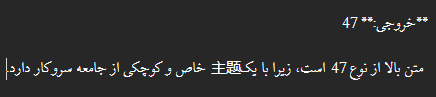 **خروجی:** 47
متن بالا از نوع 47 است، زیرا با یک主题 خاص و کوچکی از جامعه سروکار دارد.